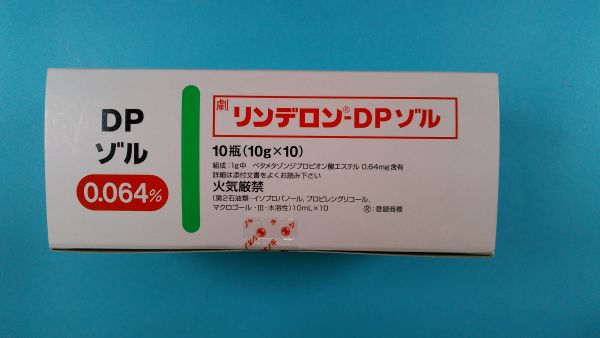 DP
ゾル
0.064%
劇 リンデロン®-DPゾル
10瓶(10g×10)
組成:1g中 ベタメタゾンジプロピオン酸エステル 0.64mg含有
詳細は添付文書をよくお読み下さい
火気厳禁
(第2石油類・イソプロパノール、プロピレングリコール、
マクロゴール・Ⅲ・水溶性)10mL×10 Ⓡ:登録商標